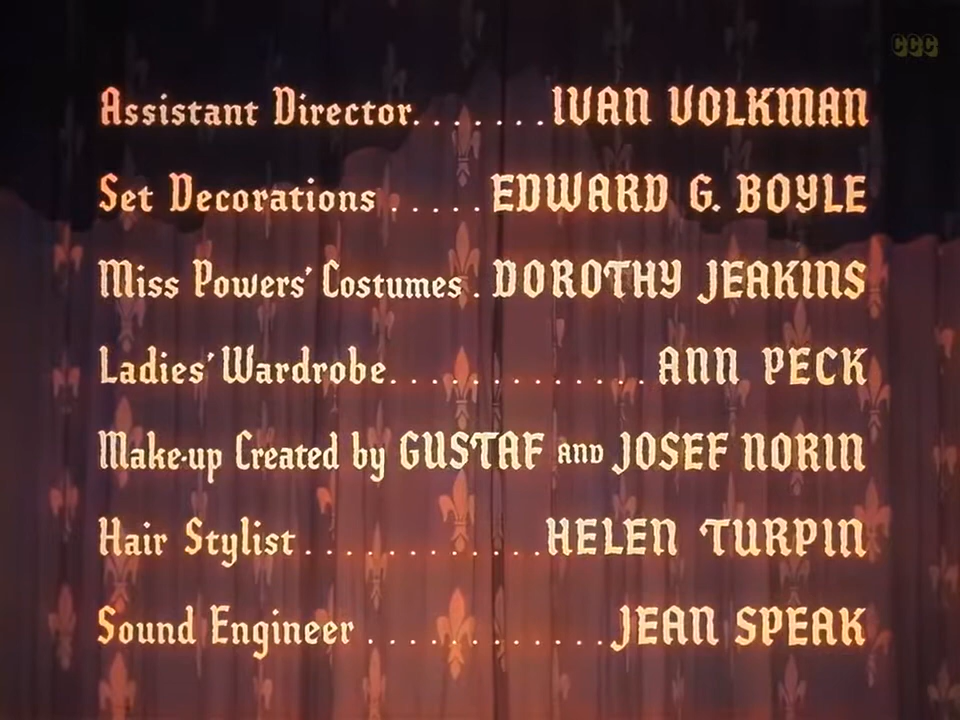 CCC
Assistant Director.......IVAN VOLKMAN
Set Decorations.....EDWARD G. BOYLE
Miss Powers' Costumes.DOROTHY JEAKINS
Ladies' Wardrobe.............ANN PECK
Make-up Created by GUSTAF AND JOSEF NORIN
Hair Stylist............HELEN TURPIN
Sound Engineer............JEAN SPEAK